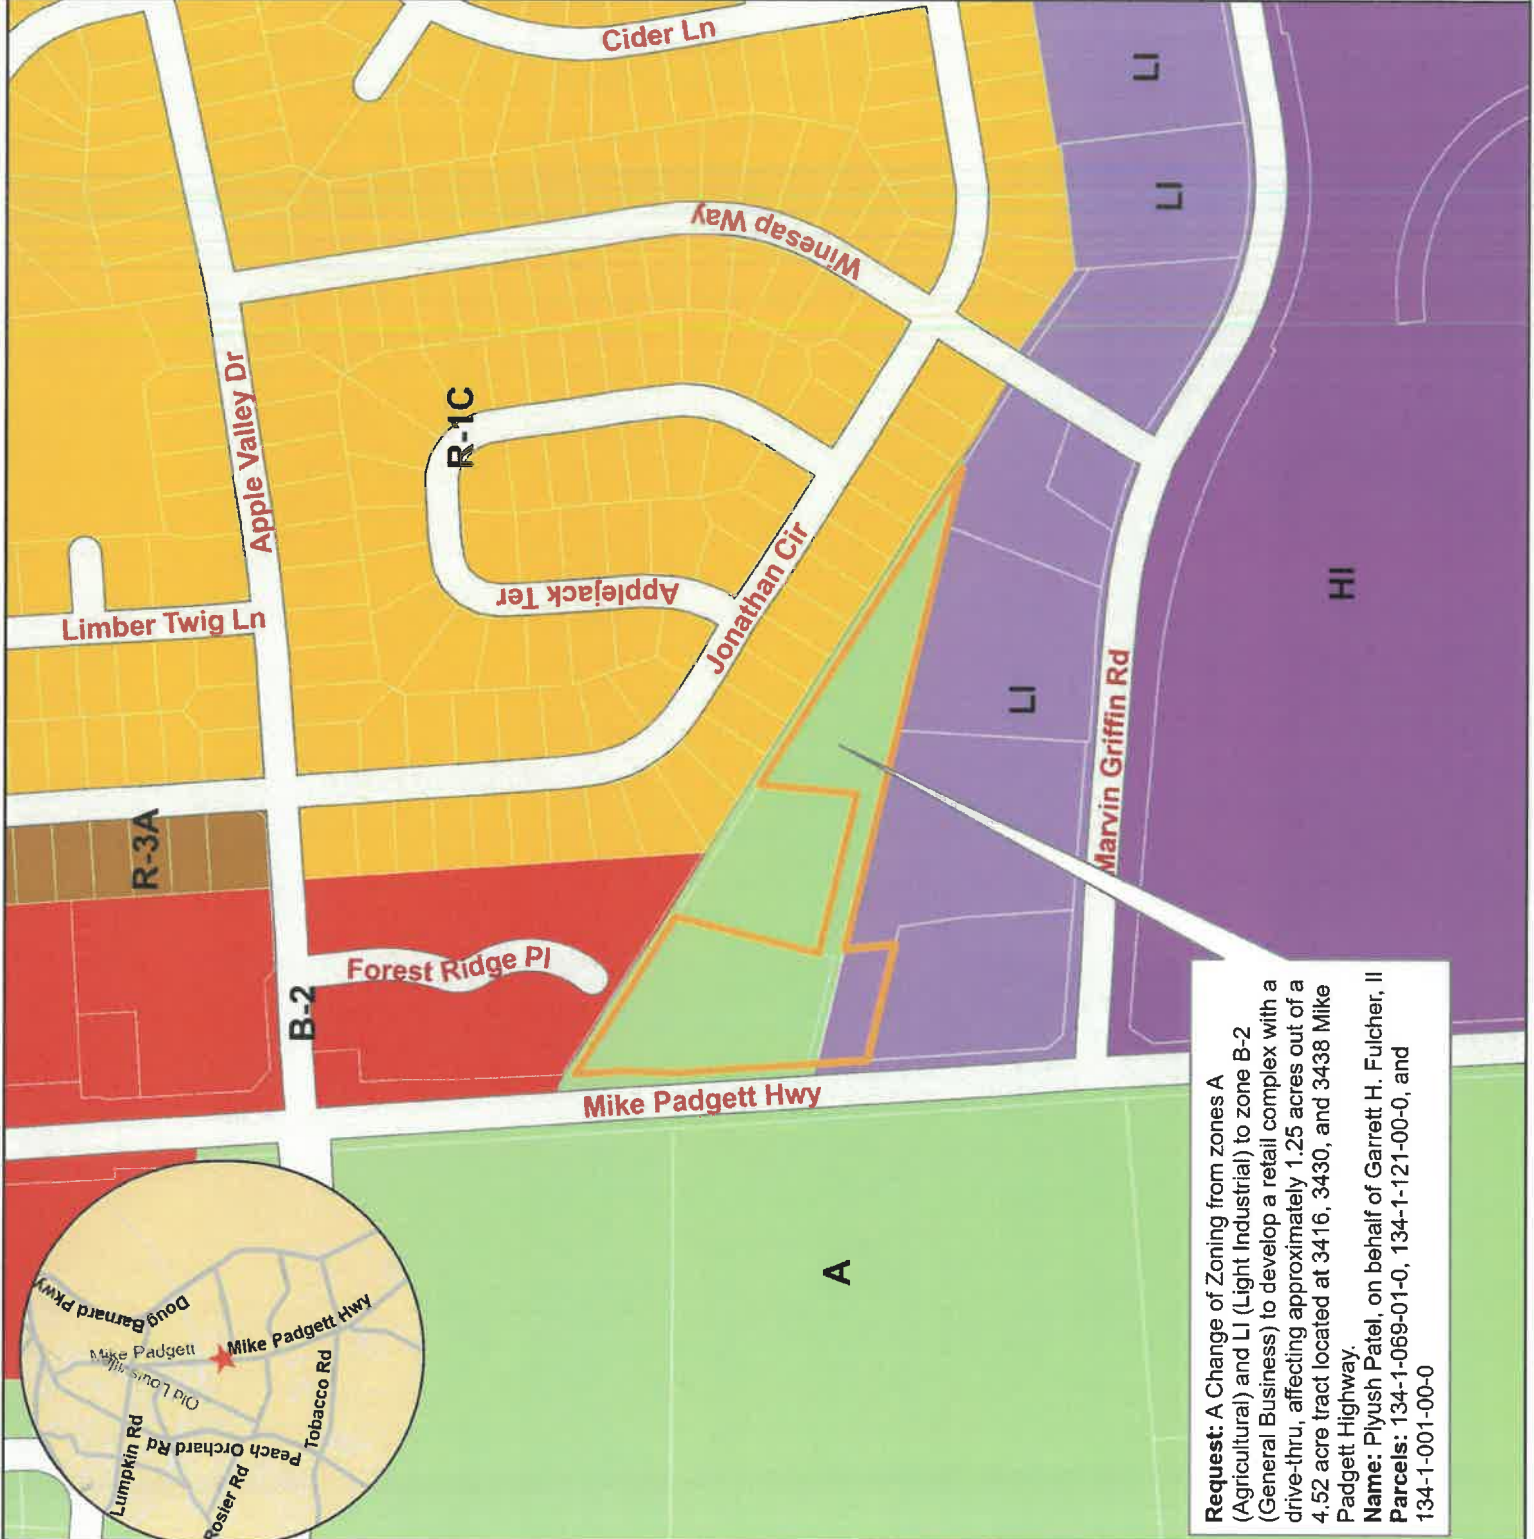 Cider Ln
LI
LI
Winesap Way
Apple Valley Dr
R-1C
Limber Twig Ln
Applejack Ter
Jonathan Cir
HI
LI
Marvin Griffin Rd
R-3A
Forest Ridge Pl
B-2
Mike Padgett Hwy
A
Doug Barnard Pkwy
Mike Padgett
Mike Padgett Hwy
Tobacco Rd
Peach Orchard Rd
Lumpkin Rd
Rosier Rd
Request: A Change of Zoning from zones A
(Agricultural) and LI (Light Industrial) to zone B-2
(General Business) to develop a retail complex with a
drive-thru, affecting approximately 1.25 acres out of a
4.52 acre tract located at 3416, 3430, and 3438 Mike
Padgett Highway.
Name: Piyush Patel, on behalf of Garrett H. Fulcher, II
Parcels: 134-1-069-01-0, 134-1-121-00-0, and
134-1-001-00-0